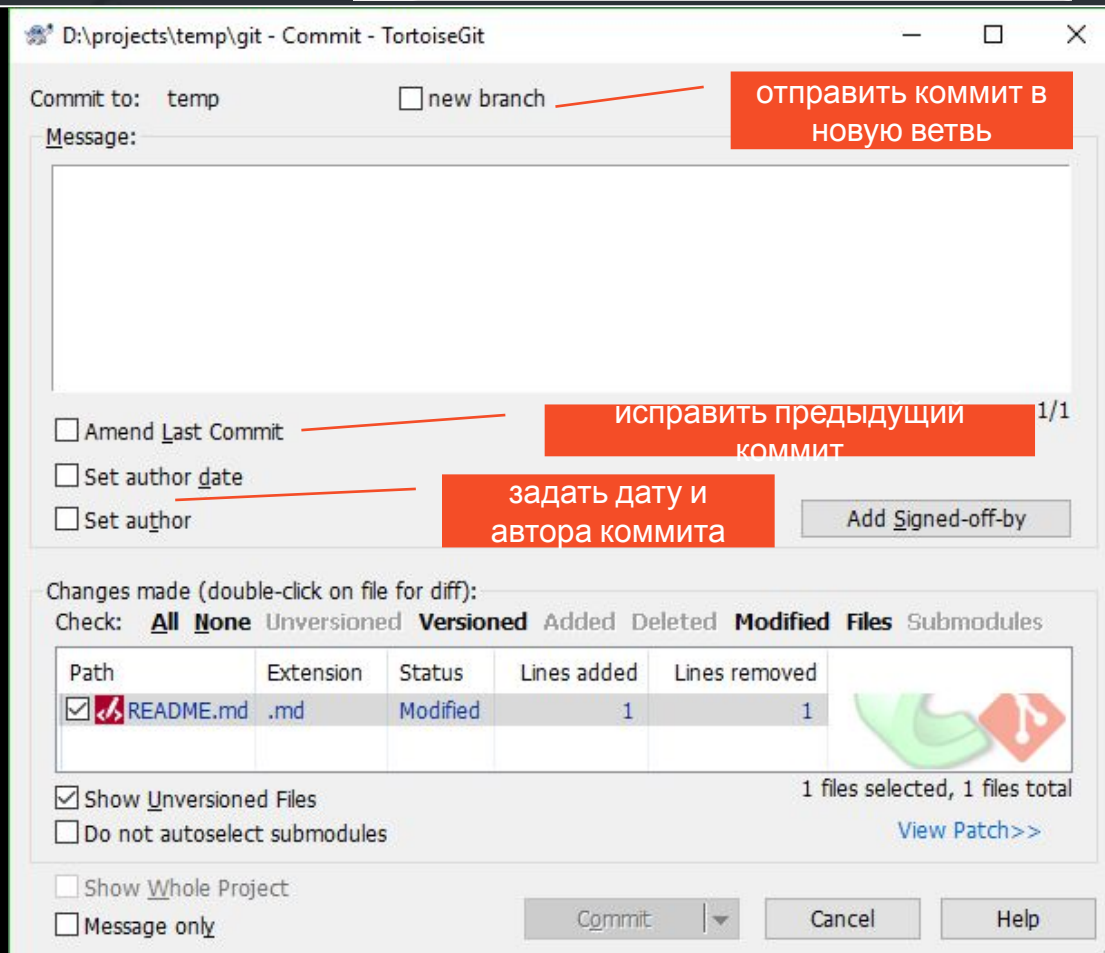 D:\projects\temp\git - Commit - TortoiseGit
Commit to: temp
new branch
отправить коммит в
новую ветвь
Message:
1/1
Amend Last Commit
исправить предыдущий
коммит
Set author date
Set author
задать дату и
автора коммита
Add Signed-off-by
Changes made (double-click on file for diff):
Check: All None Unversioned Versioned Added Deleted Modified Files Submodules
Path Extension Status Lines added Lines removed
README.md .md Modified 1 1
Show Unversioned Files
1 files selected, 1 files total
Do not autoselect submodules
View Patch>>
Show Whole Project
Message only
Commit Cancel Help